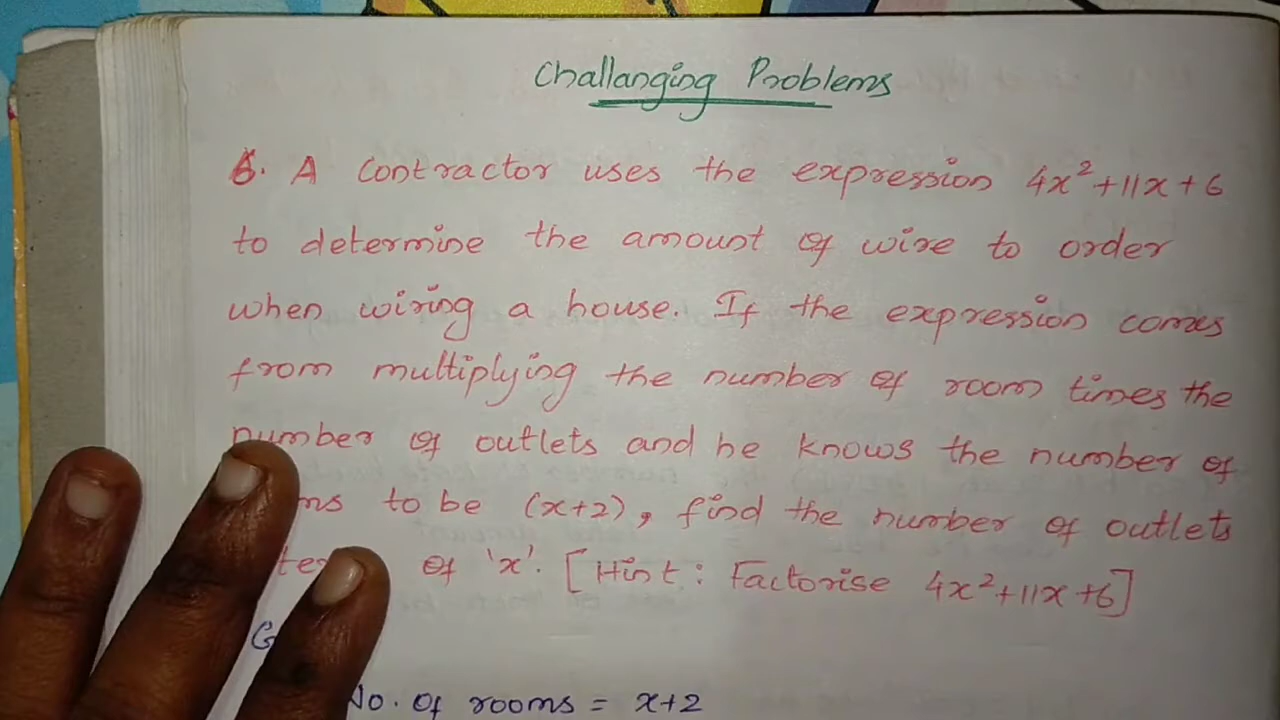 Challanging Problems
6. A contractor uses the expression 4x²+11x+6
to determine the amount of wire to order
when wiring a house. If the expression comes
from multiplying the number of room times the
number of outlets and he knows the number of
to be (x+2), find the number of outlets
of 'x'. [Hint: Factorise 4x²+11x+6]
No. Of rooms = x+2